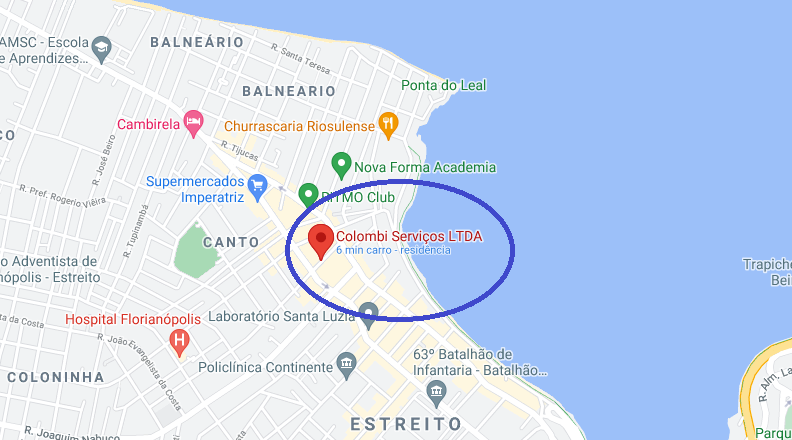 AMSC - Escola
e Aprendizes...
BALNEÁRIO
R. Santa Teresa
BALNEARIO
Ponta do Leal
Cambirela
Churrascaria Riosulense
R. José Beiro
R. Tijucas
CO
Nova Forma Academia
Supermercados
Imperatriz
R. Pref. Rogerio Vieira
RITMO Club
R. Tupinambá
CANTO
Colombi Serviços LTDA
6 min carro - residência
o Adventista de
nópolis - Estreito
Trapiche
Bei
Laboratório Santa Luzia
da Costa
Hospital Florianópolis
R. João Evangelista da Costa
63º Batalhão de
Infantaria - Batalhão...
Policlínica Continente
COLONINHA
R. Alm. La
ESTREITO
R. Joaquim Nabuco
Parqu